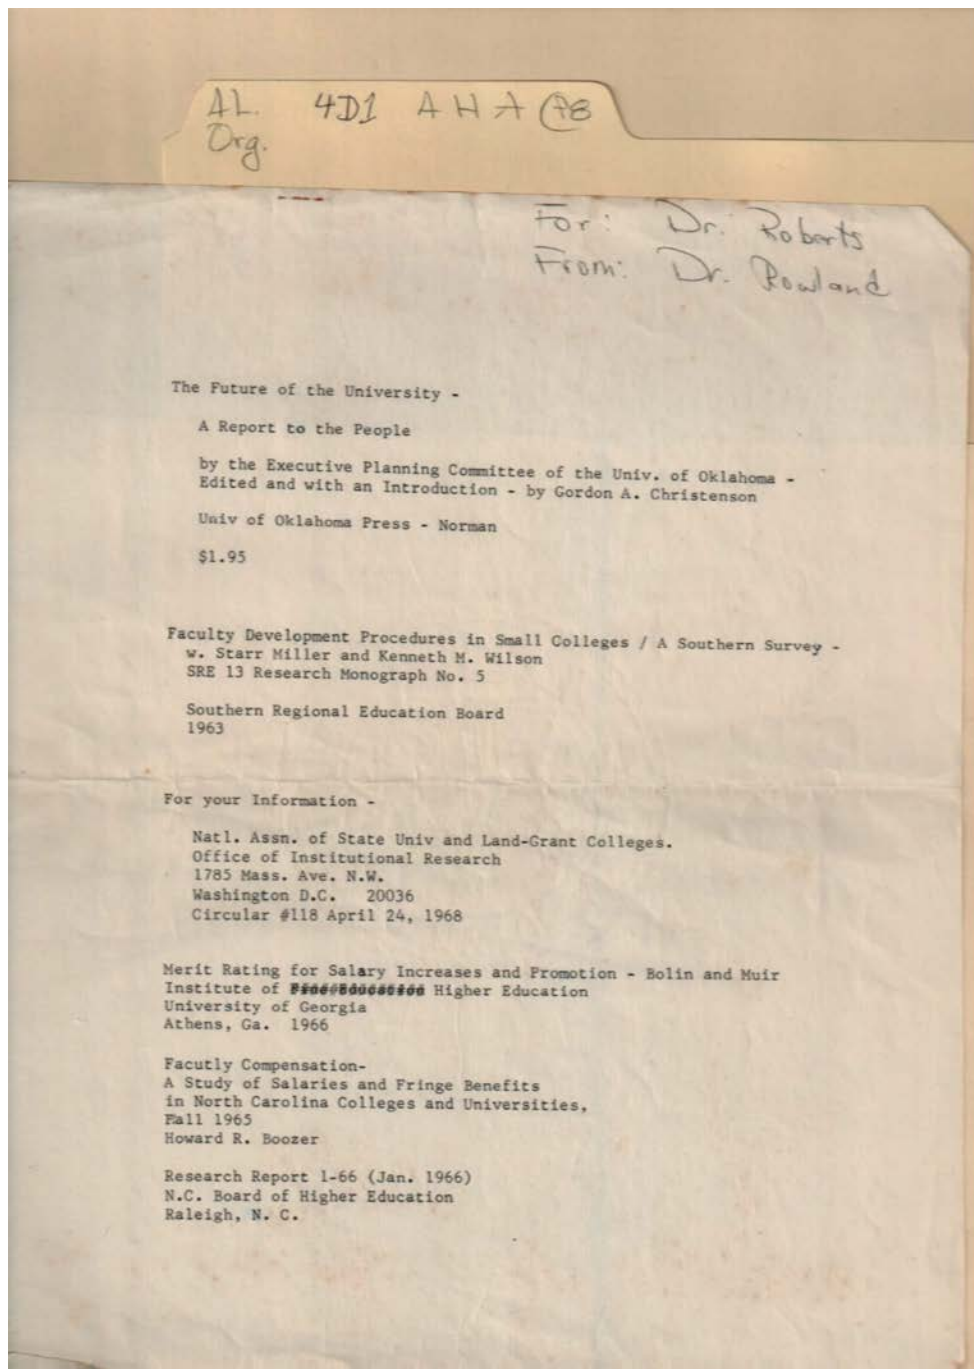 AL. 4D1 A H A
Org.
For: Dr. Roberts
From: Dr. Rowland
The Future of the University -
A Report to the People
by the Executive Planning Committee of the Univ. of Oklahoma -
Edited and with an Introduction - by Gordon A. Christenson
Univ of Oklahoma Press - Norman
$1.95
Faculty Development Procedures in Small Colleges / A Southern Survey -
w. Starr Miller and Kenneth M. Wilson
SRE 13 Research Monograph No. 5
Southern Regional Education Board
1963
For your Information -
Natl. Assn. of State Univ and Land-Grant Colleges.
Office of Institutional Research
1785 Mass. Ave. N.W.
Washington D.C. 20036
Circular #118 April 24, 1968
Merit Rating for Salary Increases and Promotion - Bolin and Muir
Institute of Higher Education
University of Georgia
Athens, Ga. 1966
Facutly Compensation-
A Study of Salaries and Fringe Benefits
in North Carolina Colleges and Universities,
Fall 1965
Howard R. Boozer
Research Report 1-66 (Jan. 1966)
N.C. Board of Higher Education
Raleigh, N. C.